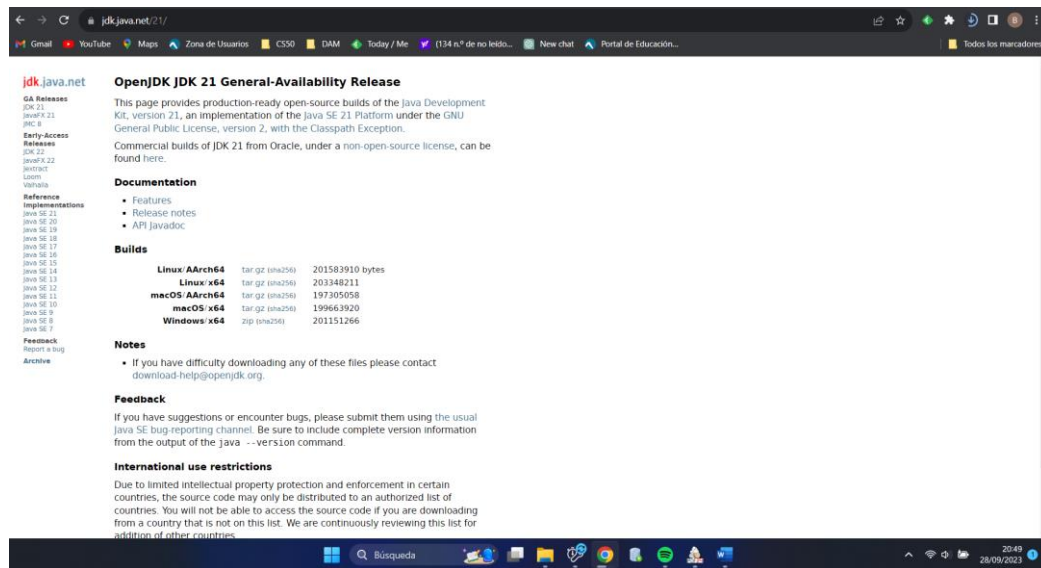 jdk.java.net/21/
Gmail YouTube Maps Zona de Usuarios CS50 DAM Today / Me (134 n.º de no leído... New chat Portal de Educación... Todos los marcadores
jdk.java.net
GA Releases
JDK 21
JavaFX 21
JMC 8
Early-Access
Releases
JDK 22
JavaFX 22
jextract
Loom
Valhalla
Reference
Implementations
Java SE 21
Java SE 20
Java SE 19
Java SE 18
Java SE 17
Java SE 16
Java SE 15
Java SE 14
Java SE 13
Java SE 12
Java SE 11
Java SE 10
Java SE 9
Java SE 8
Java SE 7
Feedback
Report a bug
Archive
OpenJDK JDK 21 General-Availability Release
This page provides production-ready open-source builds of the Java Development
Kit, version 21, an implementation of the Java SE 21 Platform under the GNU
General Public License, version 2, with the Classpath Exception.
Commercial builds of JDK 21 from Oracle, under a non-open-source license, can be
found here.
Documentation
• Features
• Release notes
• API Javadoc
Builds
Linux/AArch64 tar.gz (sha256) 201583910 bytes
Linux/x64 tar.gz (sha256) 203348211
macOS/AArch64 tar.gz (sha256) 197305058
macOS/x64 tar.gz (sha256) 199663920
Windows/x64 zip (sha256) 201151266
Notes
• If you have difficulty downloading any of these files please contact
download-help@openjdk.org.
Feedback
If you have suggestions or encounter bugs, please submit them using the usual
Java SE bug-reporting channel. Be sure to include complete version information
from the output of the java --version command.
International use restrictions
Due to limited intellectual property protection and enforcement in certain
countries, the source code may only be distributed to an authorized list of
countries. You will not be able to access the source code if you are downloading
from a country that is not on this list. We are continuously reviewing this list for
addition of other countries.
Búsqueda
20:49
28/09/2023